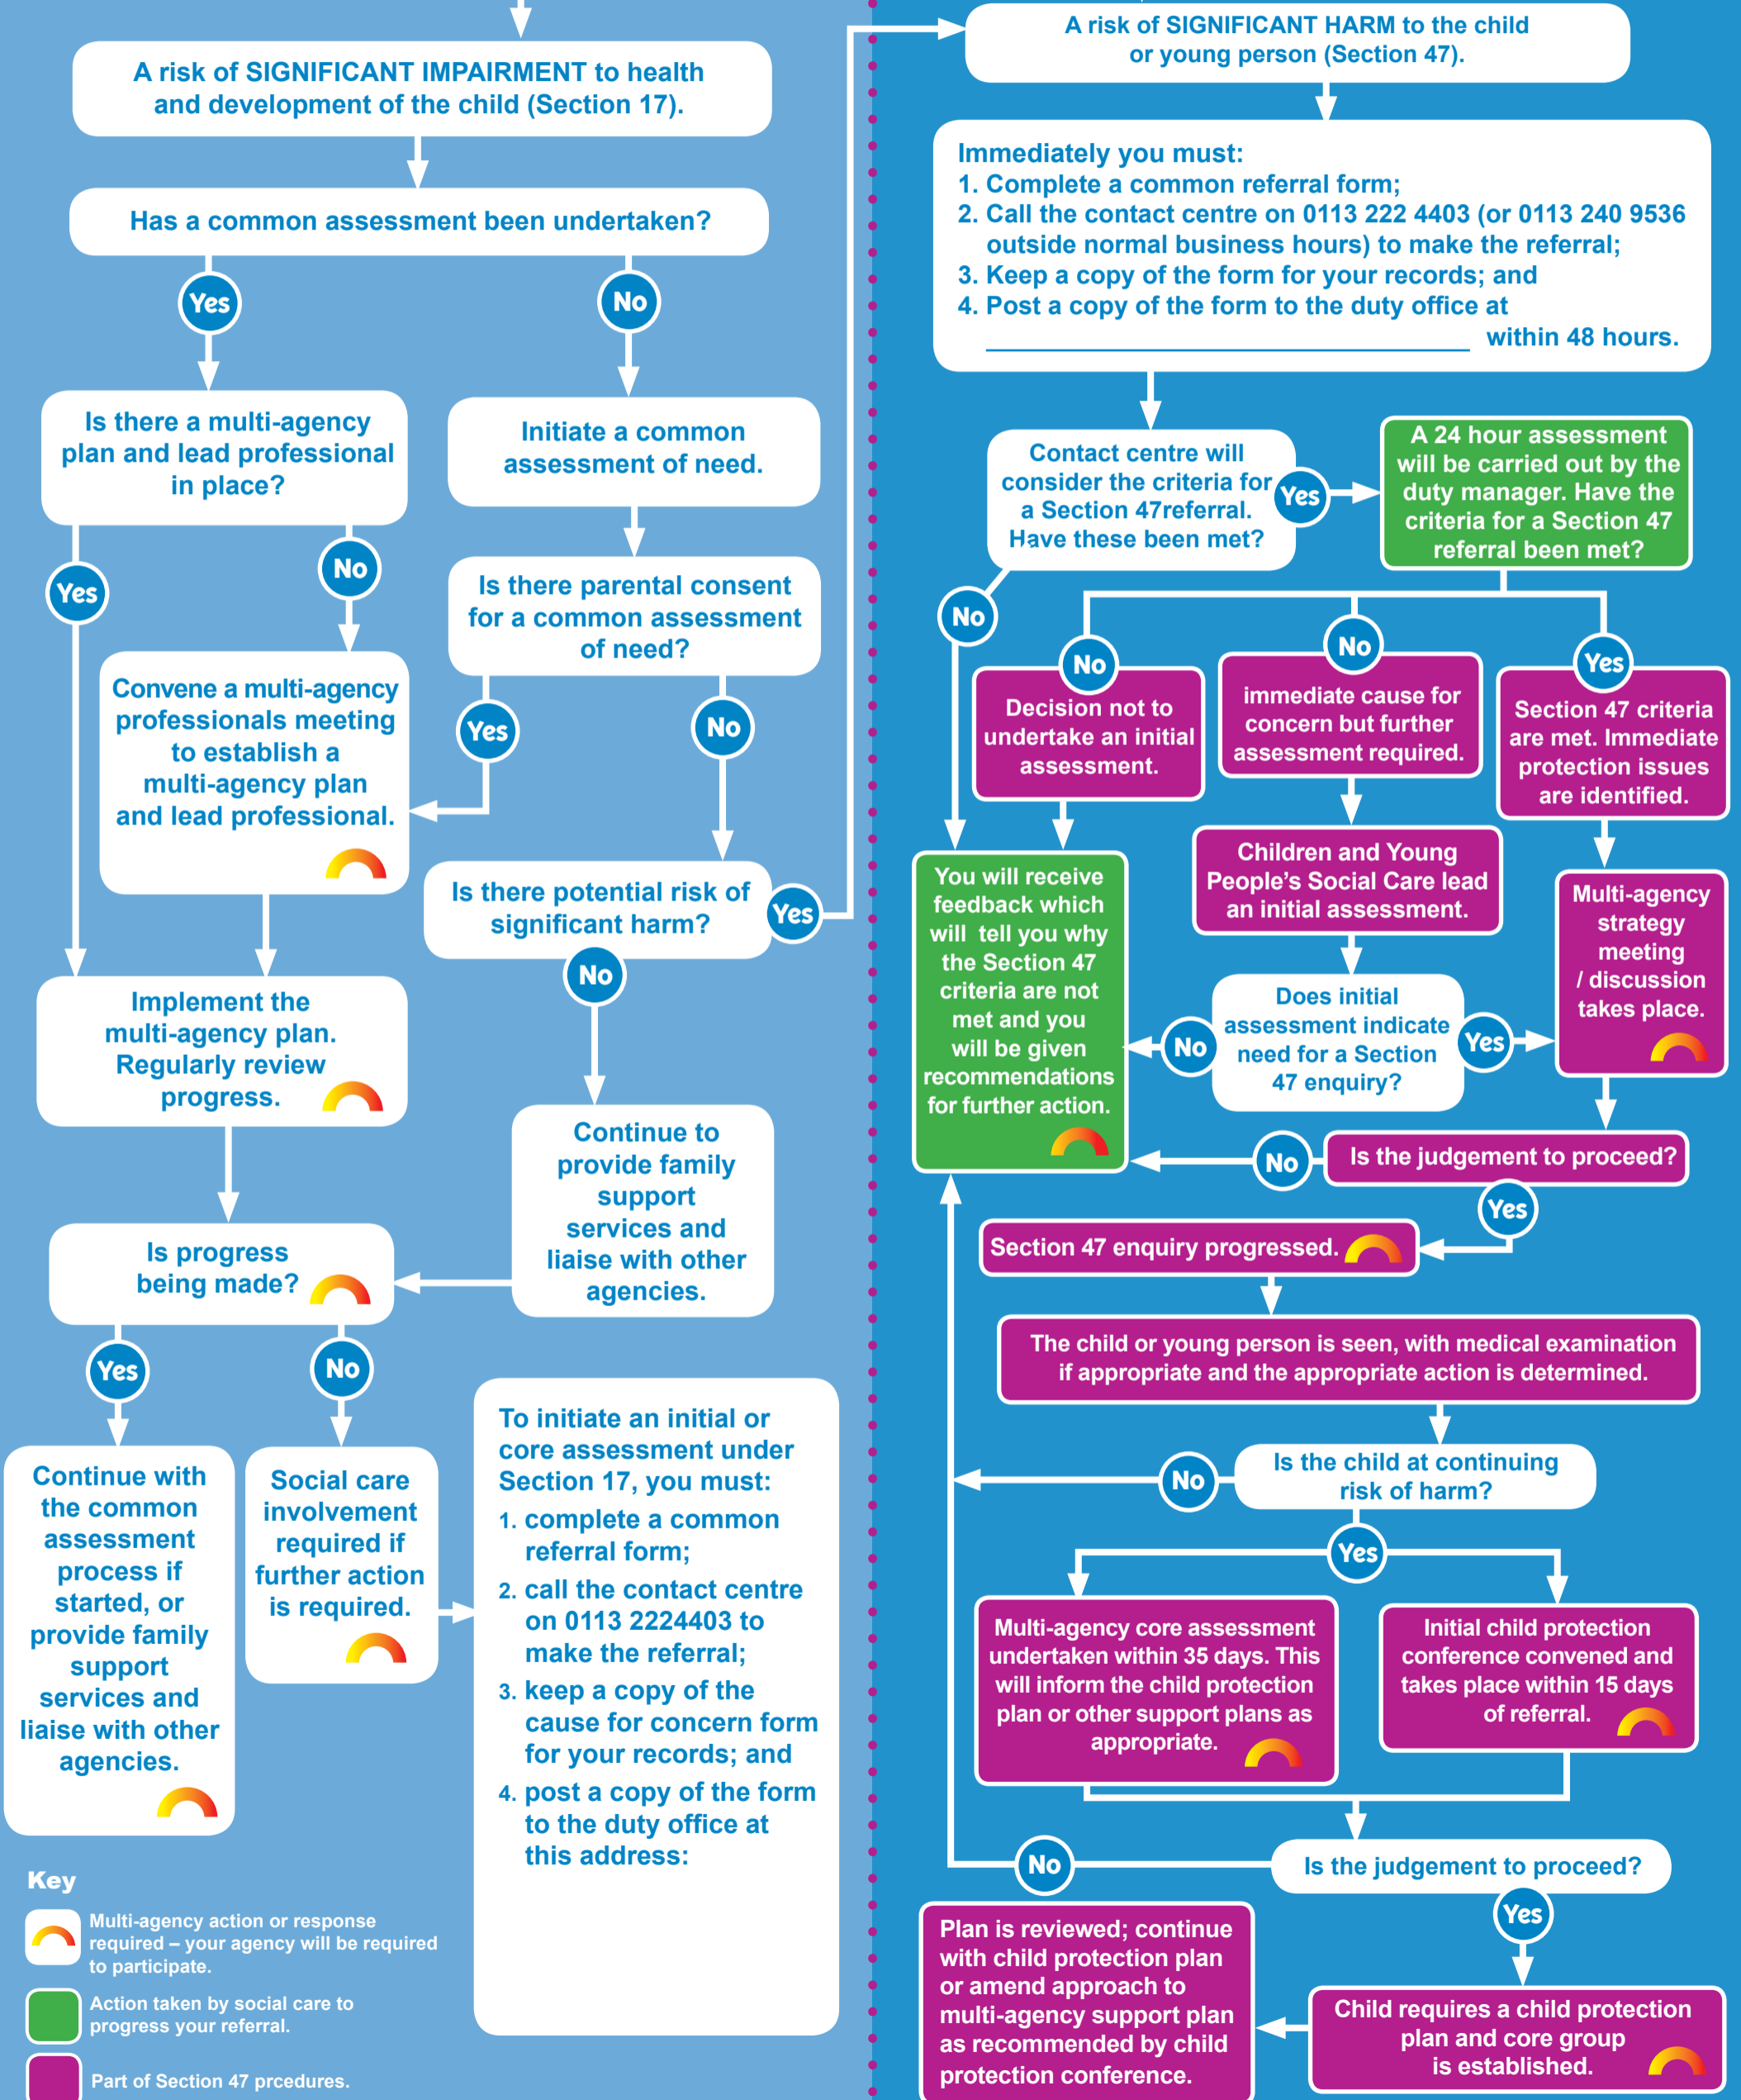 A risk of SIGNIFICANT IMPAIRMENT to health
and development of the child (Section 17).
Has a common assessment been undertaken?
Yes
No
Is there a multi-agency
plan and lead professional
in place?
Initiate a common
assessment of need.
Yes
No
Is there parental consent
for a common assessment
of need?
Convene a multi-agency
professionals meeting
to establish a
multi-agency plan
and lead professional.
Yes
No
Is there potential risk of
significant harm?
Yes
No
Implement the
multi-agency plan.
Regularly review
progress.
Continue to
provide family
support
services and
liaise with other
agencies.
Is progress
being made?
Yes
No
Continue with
the common
assessment
process if
started, or
provide family
support
services and
liaise with other
agencies.
Social care
involvement
required if
further action
is required.
To initiate an initial or
core assessment under
Section 17, you must:
1. complete a common
referral form;
2. call the contact centre
on 0113 2224403 to
make the referral;
3. keep a copy of the
cause for concern form
for your records; and
4. post a copy of the form
to the duty office at
this address:
Key
Multi-agency action or response
required – your agency will be required
to participate.
Action taken by social care to
progress your referral.
Part of Section 47 prcedures.
A risk of SIGNIFICANT HARM to the child
or young person (Section 47).
Immediately you must:
1. Complete a common referral form;
2. Call the contact centre on 0113 222 4403 (or 0113 240 9536
outside normal business hours) to make the referral;
3. Keep a copy of the form for your records; and
4. Post a copy of the form to the duty office at
within 48 hours.
Contact centre will
consider the criteria for
a Section 47referral.
Have these been met?
Yes
A 24 hour assessment
will be carried out by the
duty manager. Have the
criteria for a Section 47
referral been met?
No
No
No
Yes
Decision not to
undertake an initial
assessment.
immediate cause for
concern but further
assessment required.
Section 47 criteria
are met. Immediate
protection issues
are identified.
You will receive
feedback which
will tell you why
the Section 47
criteria are not
met and you
will be given
recommendations
for further action.
Children and Young
People's Social Care lead
an initial assessment.
Multi-agency
strategy
meeting
/ discussion
takes place.
Does initial
assessment indicate
need for a Section
47 enquiry?
No
Yes
Is the judgement to proceed?
No
Yes
Section 47 enquiry progressed.
The child or young person is seen, with medical examination
if appropriate and the appropriate action is determined.
Is the child at continuing
risk of harm?
No
Yes
Multi-agency core assessment
undertaken within 35 days. This
will inform the child protection
plan or other support plans as
appropriate.
Initial child protection
conference convened and
takes place within 15 days
of referral.
Is the judgement to proceed?
No
Yes
Plan is reviewed; continue
with child protection plan
or amend approach to
multi-agency support plan
as recommended by child
protection conference.
Child requires a child protection
plan and core group
is established.